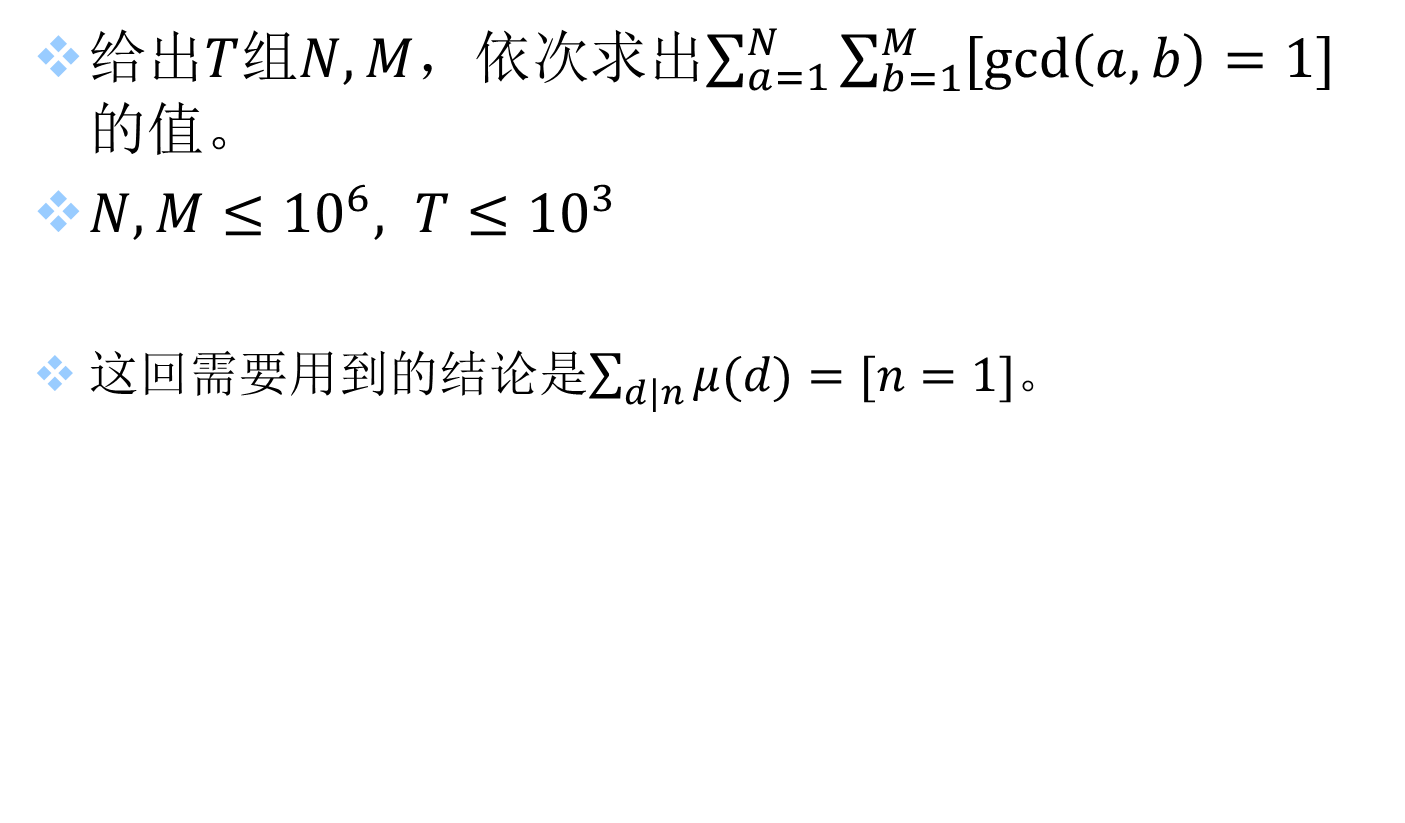 给出T组N, M，依次求出∑_{a=1}^{N} ∑_{b=1}^{M} [gcd(a, b) = 1]
的值。
N, M ≤ 10^6, T ≤ 10^3
这回需要用到的结论是∑_{d|n} μ(d) = [n = 1]。